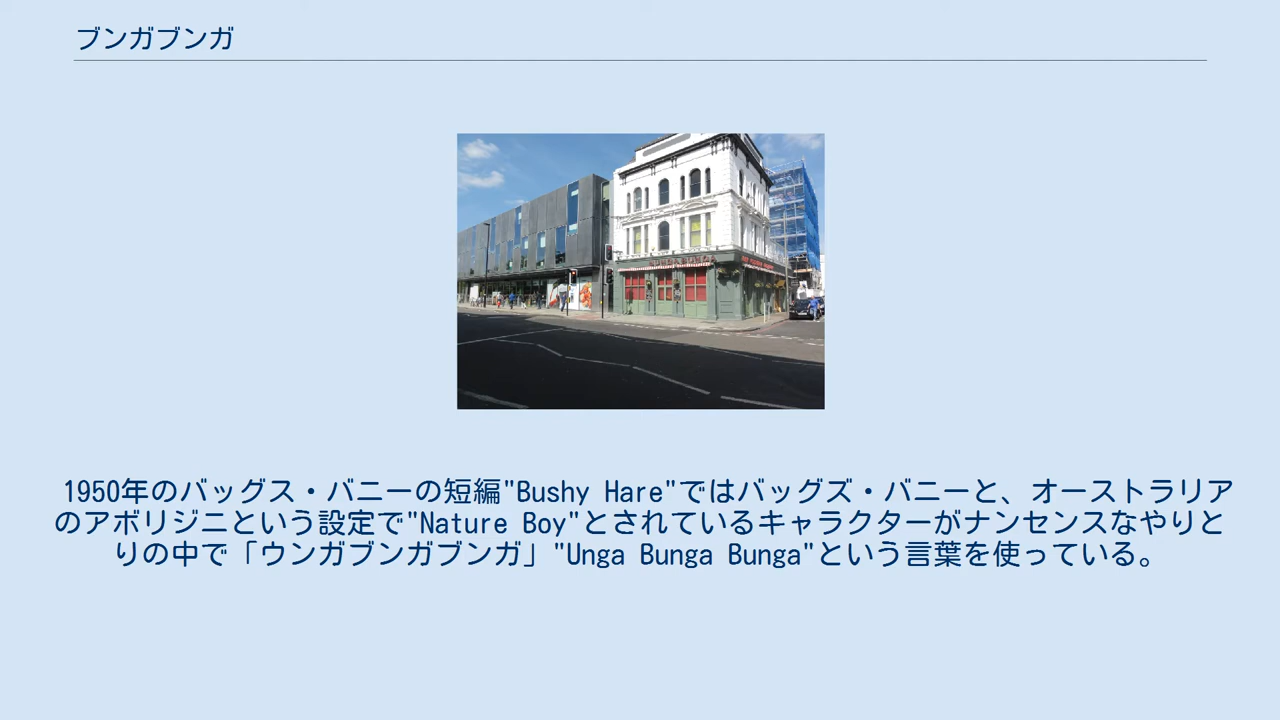 ブンガブンガ
1950年のバッグス・バニーの短編"Bushy Hare"ではバッグズ・バニーと、オーストラリア
のアボリジニという設定で"Nature Boy"とされているキャラクターがナンセンスなやりと
りの中で「ウンガブンガブンガ」"Unga Bunga Bunga"という言葉を使っている。